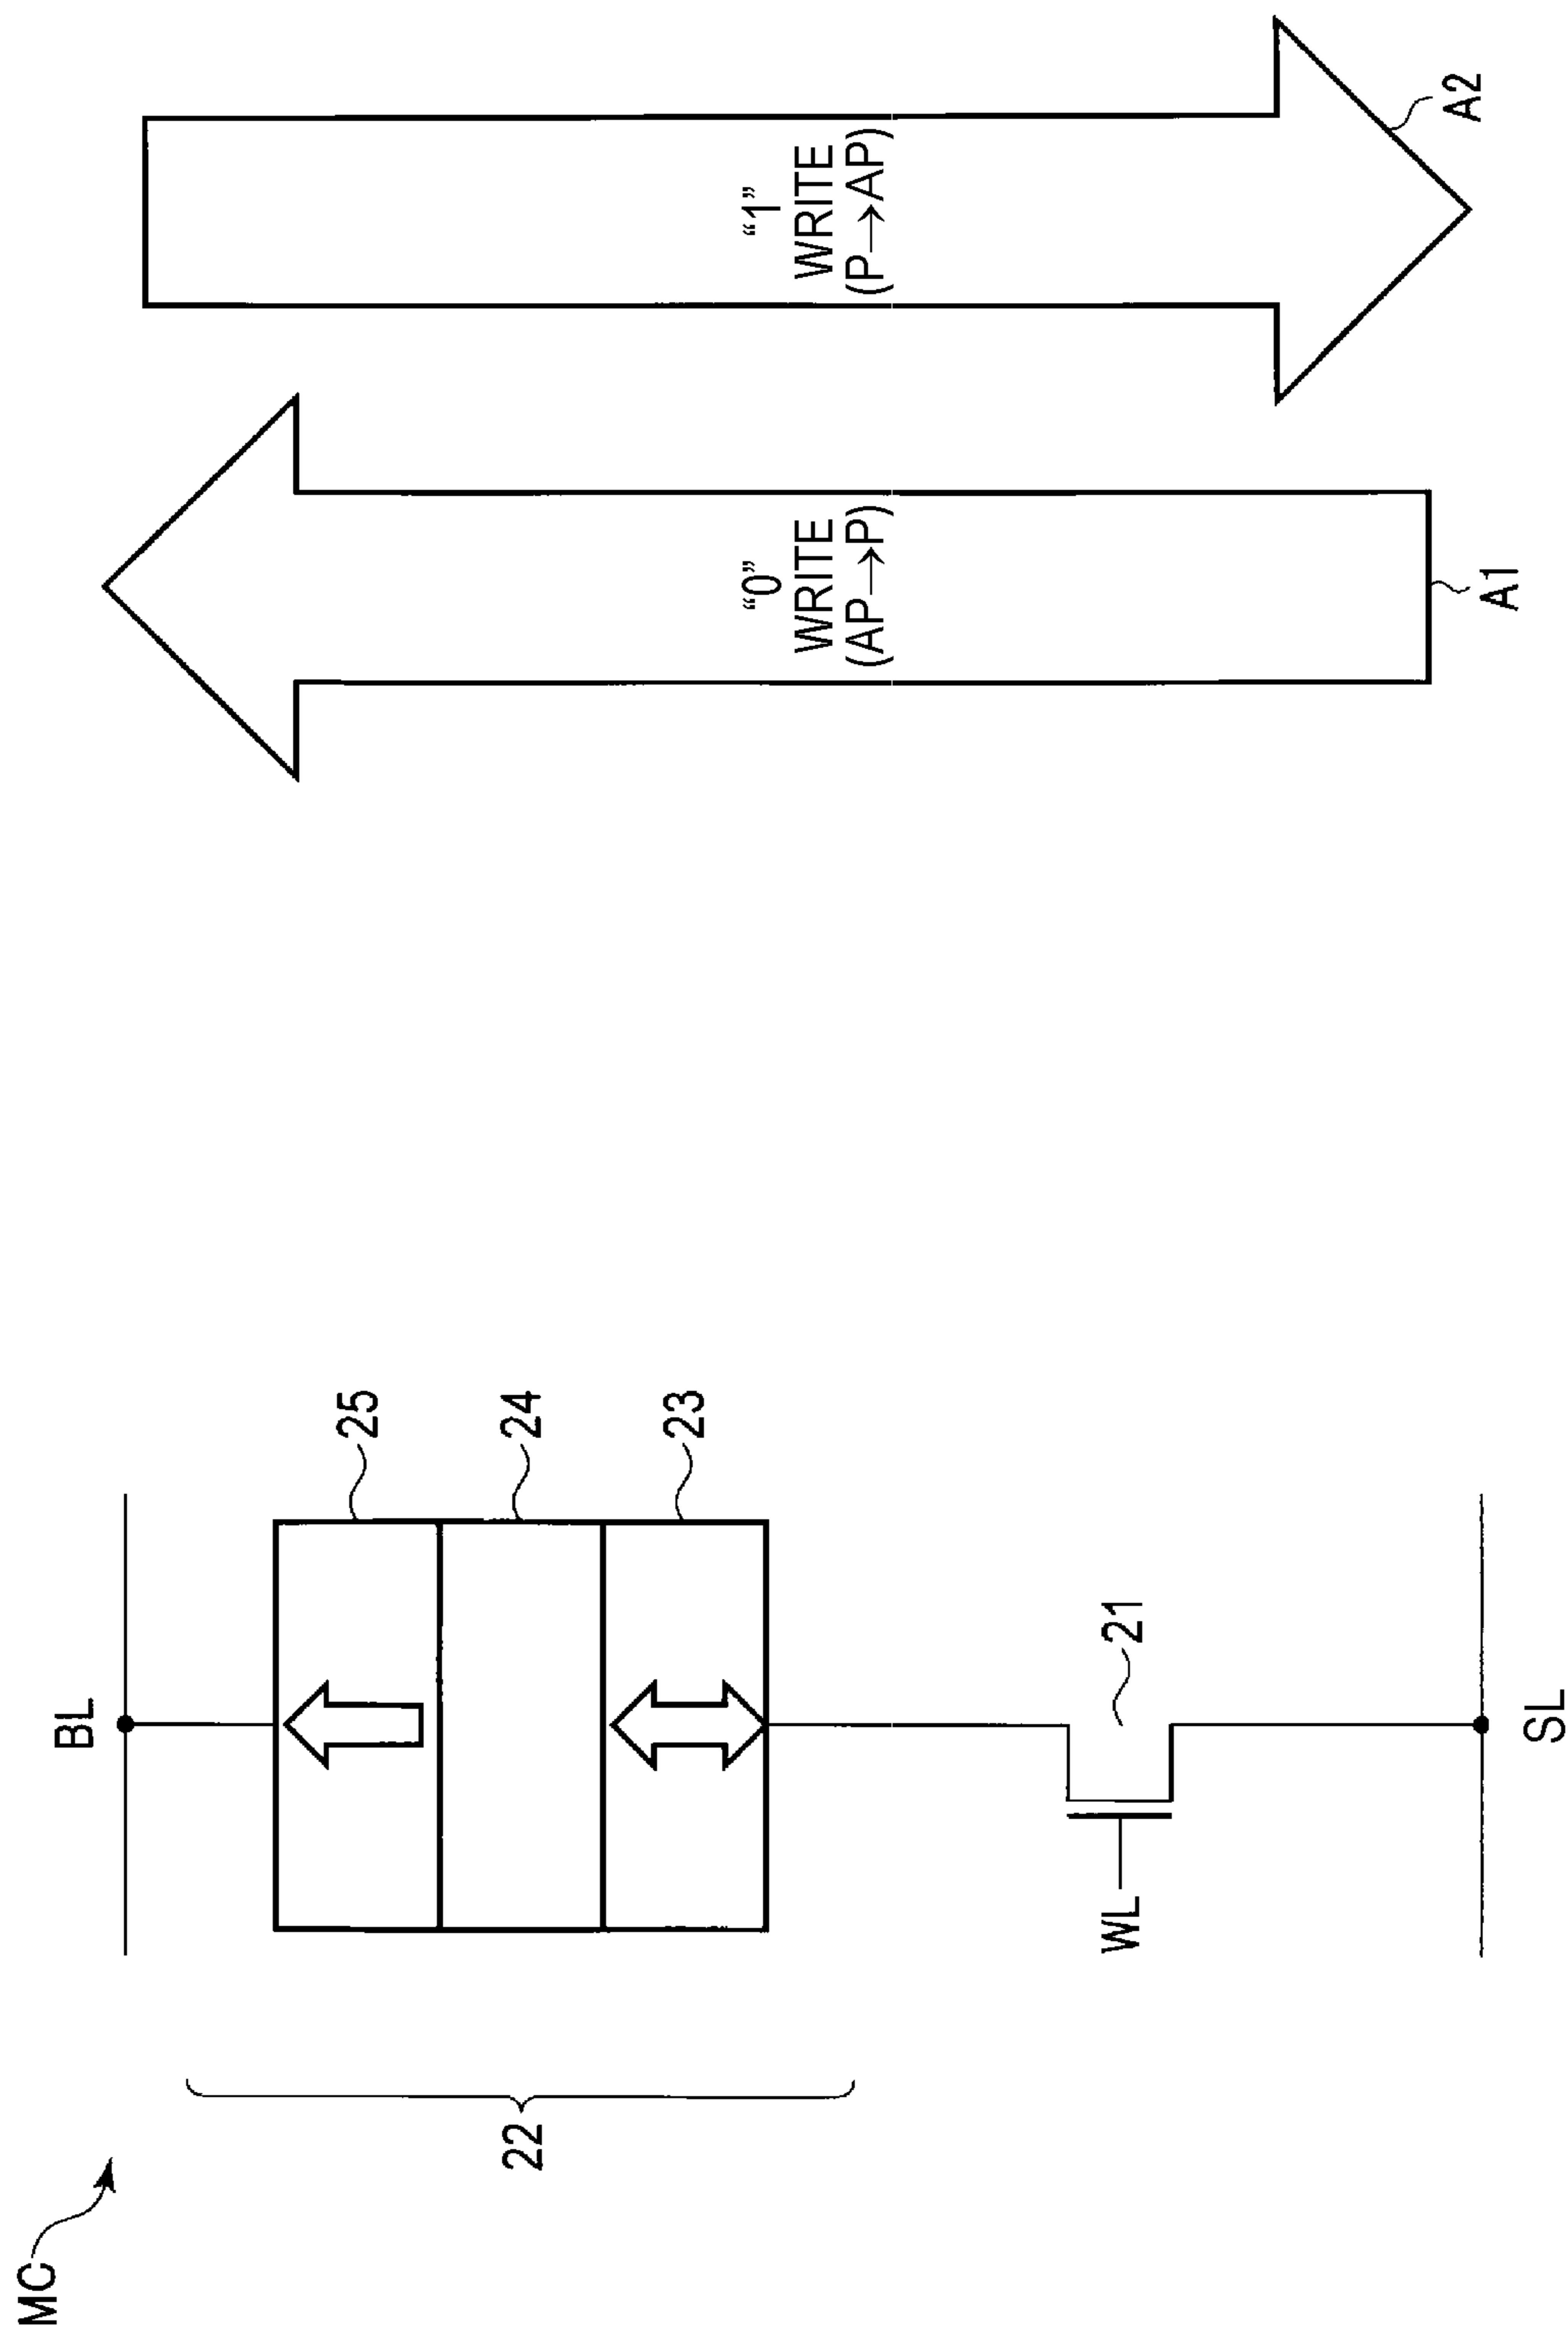 MC
22
BL
25
24
23
WL
21
SL
“0”
WRITE
(AP→P)
A1
“1”
WRITE
(P→AP)
A2